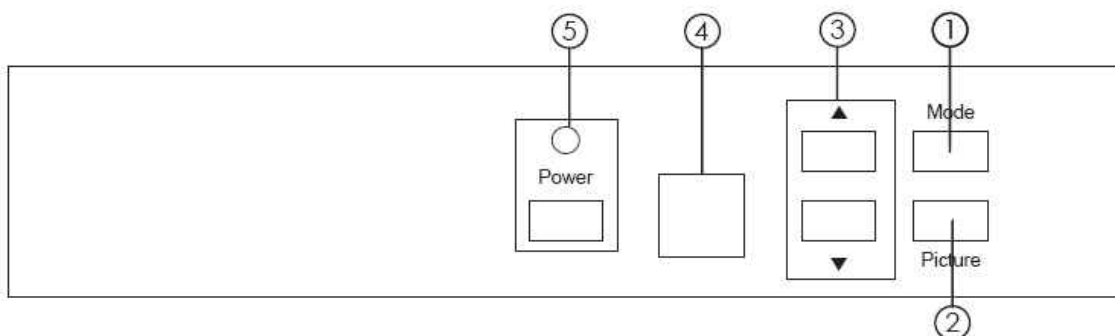 ⑤ ④ ③ ①
▲ Mode
Power
▼ Picture
②